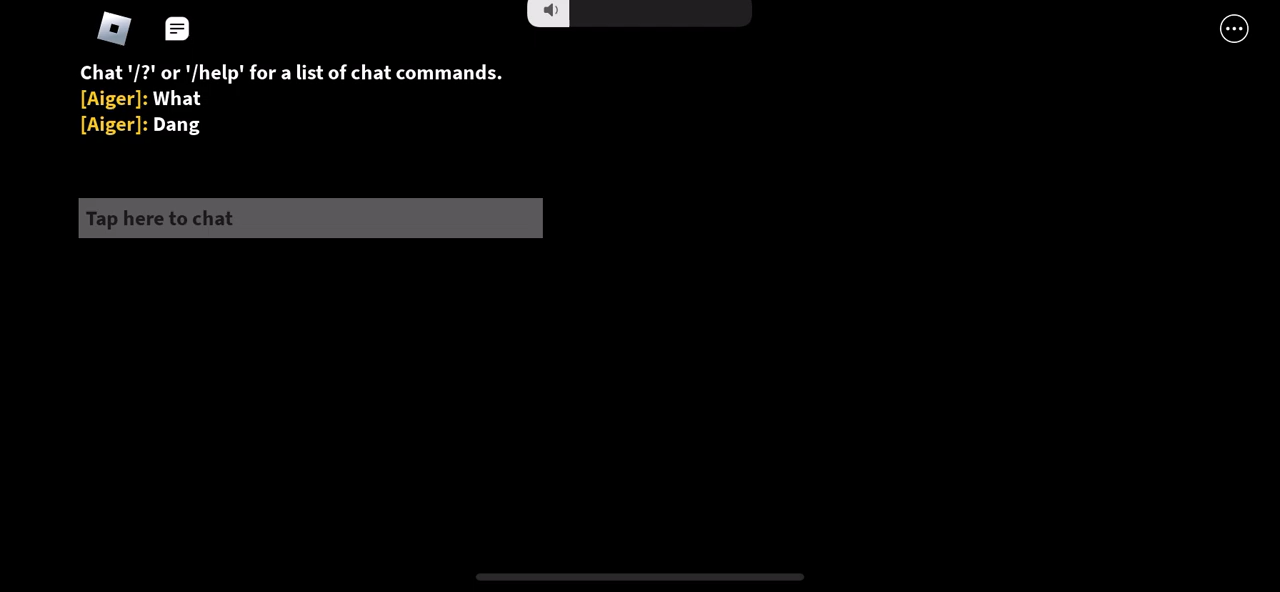 Chat '/?' or '/help' for a list of chat commands.
[Aiger]: What
[Aiger]: Dang
Tap here to chat